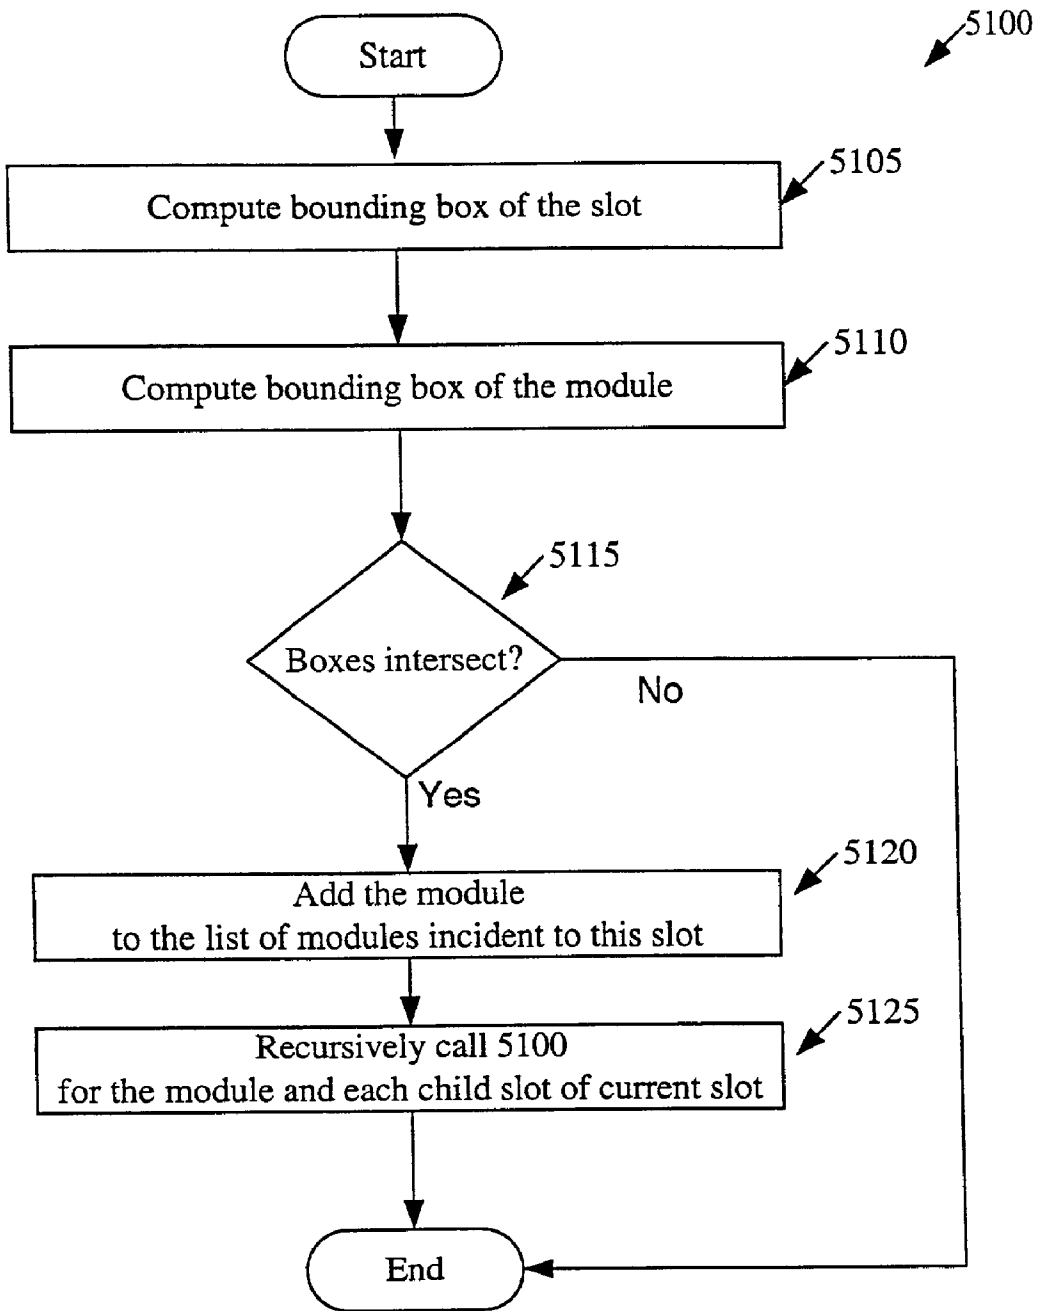 5100
Start
5105
Compute bounding box of the slot
5110
Compute bounding box of the module
5115
Boxes intersect?
No
Yes
5120
Add the module
to the list of modules incident to this slot
5125
Recursively call 5100
for the module and each child slot of current slot
End